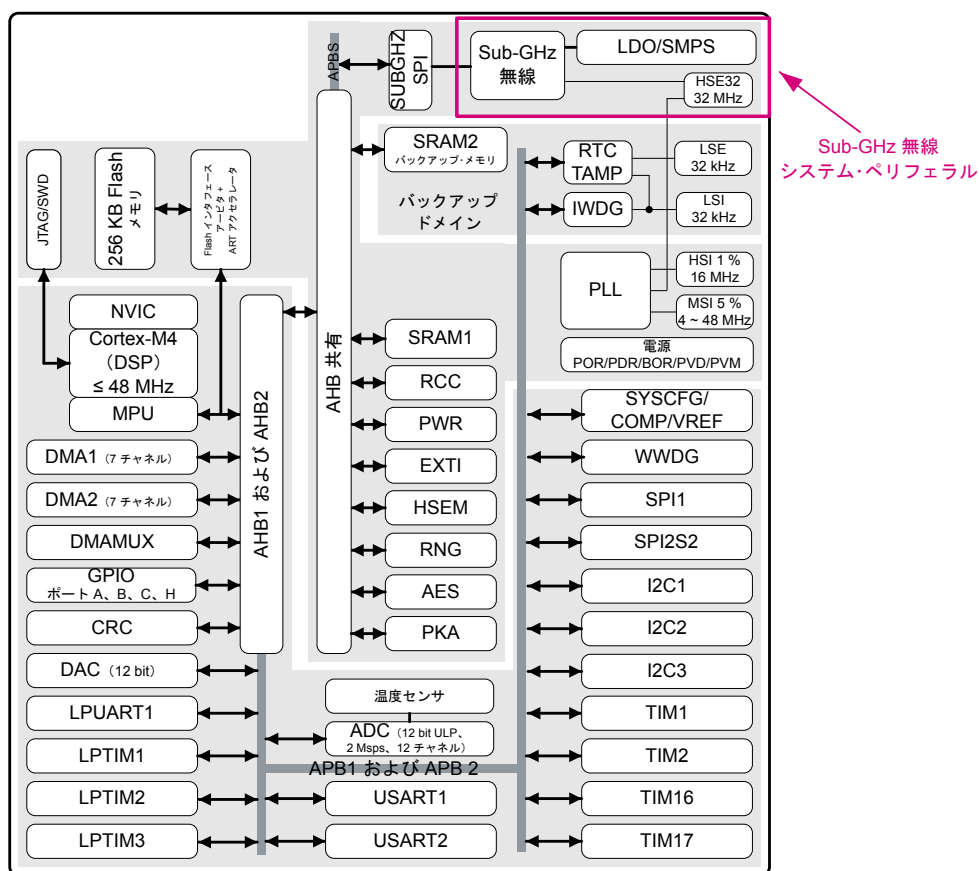 APBS
SUBGHZ
SPI
Sub-GHz
無線
LDO/SMPS
HSE32
32 MHz
Sub-GHz 無線
システム・ペリフェラル
JTAG/SWD
256 KB Flash
メモリ
Flash インタフェース
アービタ +
ART アクセラレータ
SRAM2
バックアップ・メモリ
バックアップ
ドメイン
RTC
TAMP
IWDG
LSE
32 kHz
LSI
32 kHz
PLL
HSI 1 %
16 MHz
MSI 5 %
4 ~ 48 MHz
電源
POR/PDR/BOR/PVD/PVM
NVIC
Cortex-M4
（DSP）
≤ 48 MHz
MPU
DMA1（7 チャネル）
DMA2（7 チャネル）
DMAMUX
GPIO
ポート A、B、C、H
CRC
DAC（12 bit）
LPUART1
LPTIM1
LPTIM2
LPTIM3
AHB1 および AHB2
AHB 共有
SRAM1
RCC
PWR
EXTI
HSEM
RNG
AES
PKA
温度センサ
ADC（12 bit ULP、
2 Msps、12 チャネル）
APB1 および APB 2
USART1
USART2
SYSCFG/
COMP/VREF
WWDG
SPI1
SPI2S2
I2C1
I2C2
I2C3
TIM1
TIM2
TIM16
TIM17